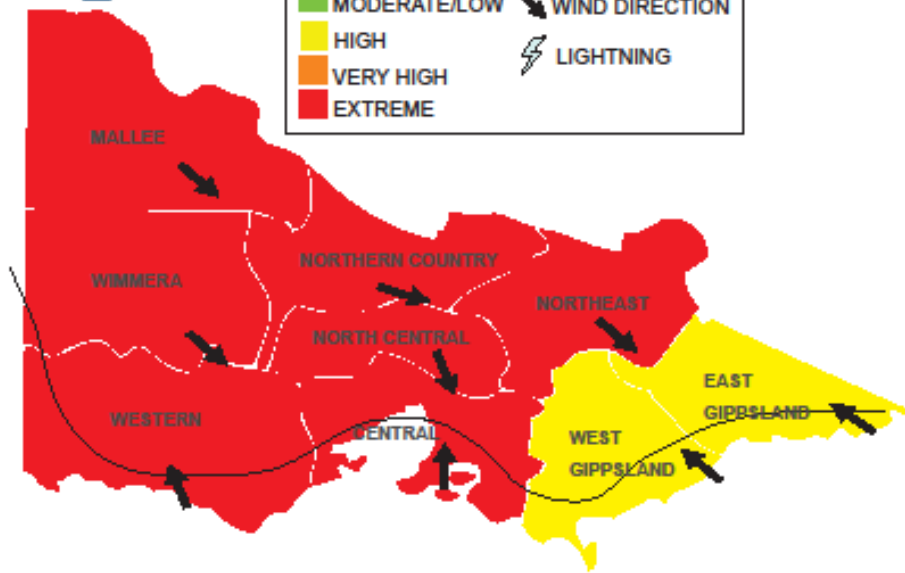 MODERATE/LOW
WIND DIRECTION
HIGH
LIGHTNING
VERY HIGH
EXTREME
MALLEE
WIMMERA
NORTHERN COUNTRY
NORTHEAST
NORTH CENTRAL
WESTERN
CENTRAL
EAST
GIPPSLAND
WEST
GIPPSLAND